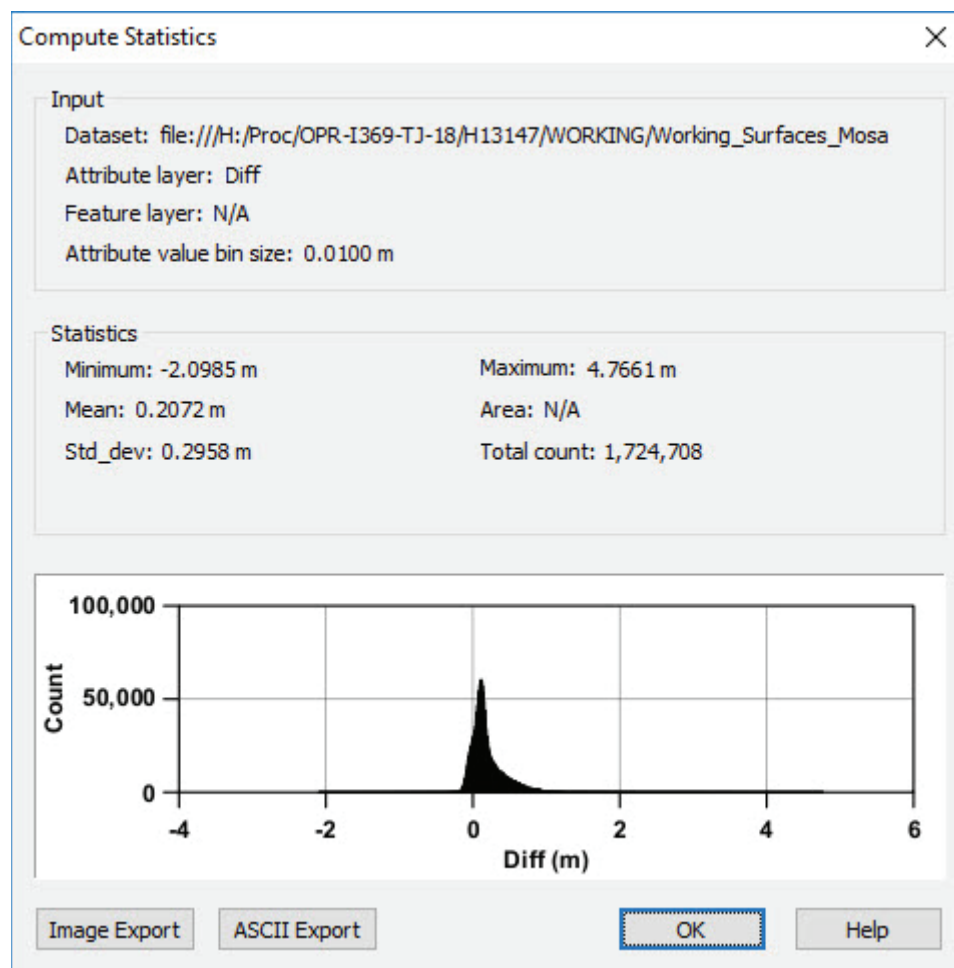 Compute Statistics
Input
Dataset: file:///H:/Proc/OPR-I369-TJ-18/H13147/WORKING/Working_Surfaces_Mosa
Attribute layer: Diff
Feature layer: N/A
Attribute value bin size: 0.0100 m
Statistics
Minimum: -2.0985 m Maximum: 4.7661 m
Mean: 0.2072 m Area: N/A
Std_dev: 0.2958 m Total count: 1,724,708
100,000
50,000
0
Count
-4 -2 0 2 4 6
Diff (m)
Image Export ASCII Export OK Help